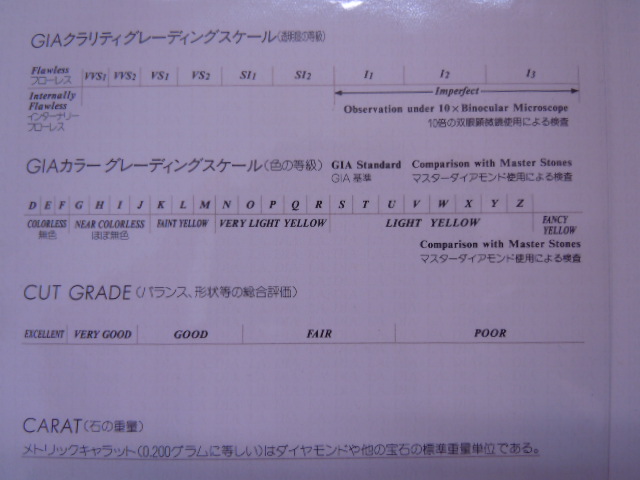 GIAクラリティグレーディングスケール(透明度の等級)
Flawless フローレス VVS1 VVS2 VS1 VS2 SI1 SI2 I1 I2 I3
Internally Flawless インターナリーフローレス
Imperfect
Observation under 10×Binocular Microscope
10倍の双眼顕微鏡使用による検査
GIAカラーグレーディングスケール(色の等級) GIA Standard Comparison with Master Stones
GIA基準 マスターダイアモンド使用による検査
D E F G H I J K L M N O P Q R S T U V W X Y Z
COLORLESS NEAR COLORLESS FAINT YELLOW VERY LIGHT YELLOW LIGHT YELLOW FANCY YELLOW
無色 ほぼ無色
Comparison with Master Stones
マスターダイアモンド使用による検査
CUT GRADE(バランス、形状等の総合評価)
EXCELLENT VERY GOOD GOOD FAIR POOR
CARAT(石の重量)
メトリックキャラット(0.200グラムに等しい)はダイヤモンドや他の宝石の標準重量単位である。